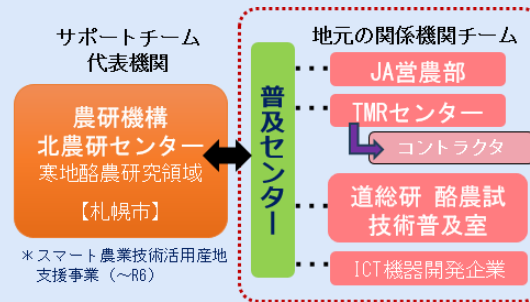 サポートチーム
代表機関
農研機構
北農研センター
寒地酪農研究領域
【札幌市】
＊スマート農業技術活用産地
支援事業（～R6）
地元の関係機関チーム
普及センター
JA営農部
TMRセンター
コントラクタ
道総研 酪農試
技術普及室
ICT機器開発企業